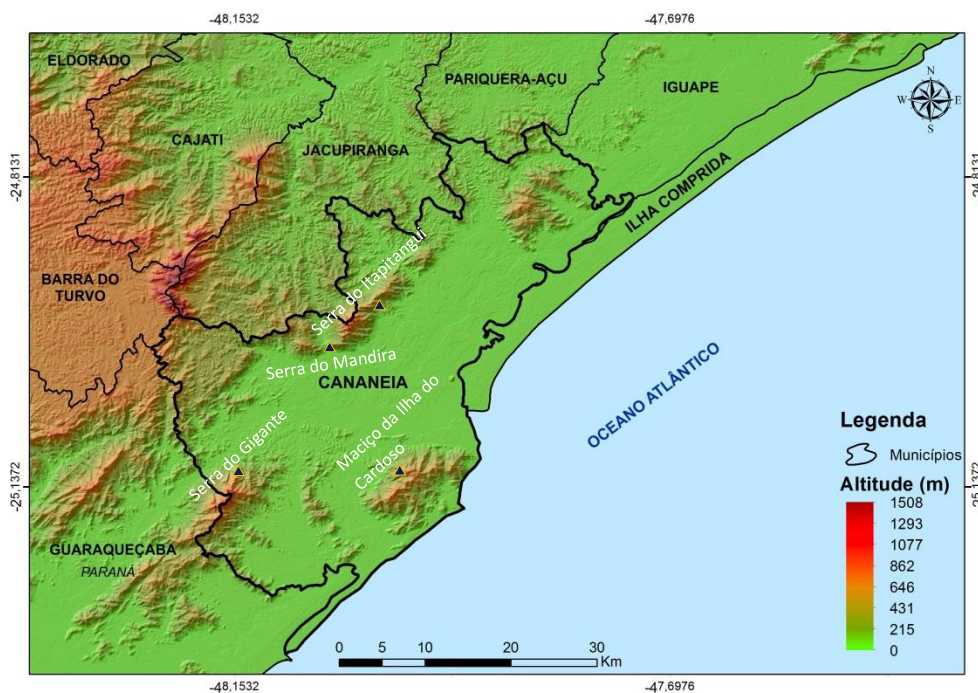 -48,1532
-47,6976
ELDORADO
PARIQUERA-AÇU
IGUAPE
N
W E
S
CAJATI
JACUPIRANGA
-24,8131
-24,8131
ILHA COMPRIDA
BARRA DO
TURVO
Serra do Itapitangui
Serra do Mandira
CANANEIA
OCEANO ATLÂNTICO
Maciço da Ilha do
Cardoso
Serra do Gigante
Legenda
Municípios
Altitude (m)
1508
1293
1077
862
646
431
215
0
-25,1372
-25,1372
GUARAQUEÇABA
PARANÁ
0 5 10 20 30
Km
-48,1532
-47,6976